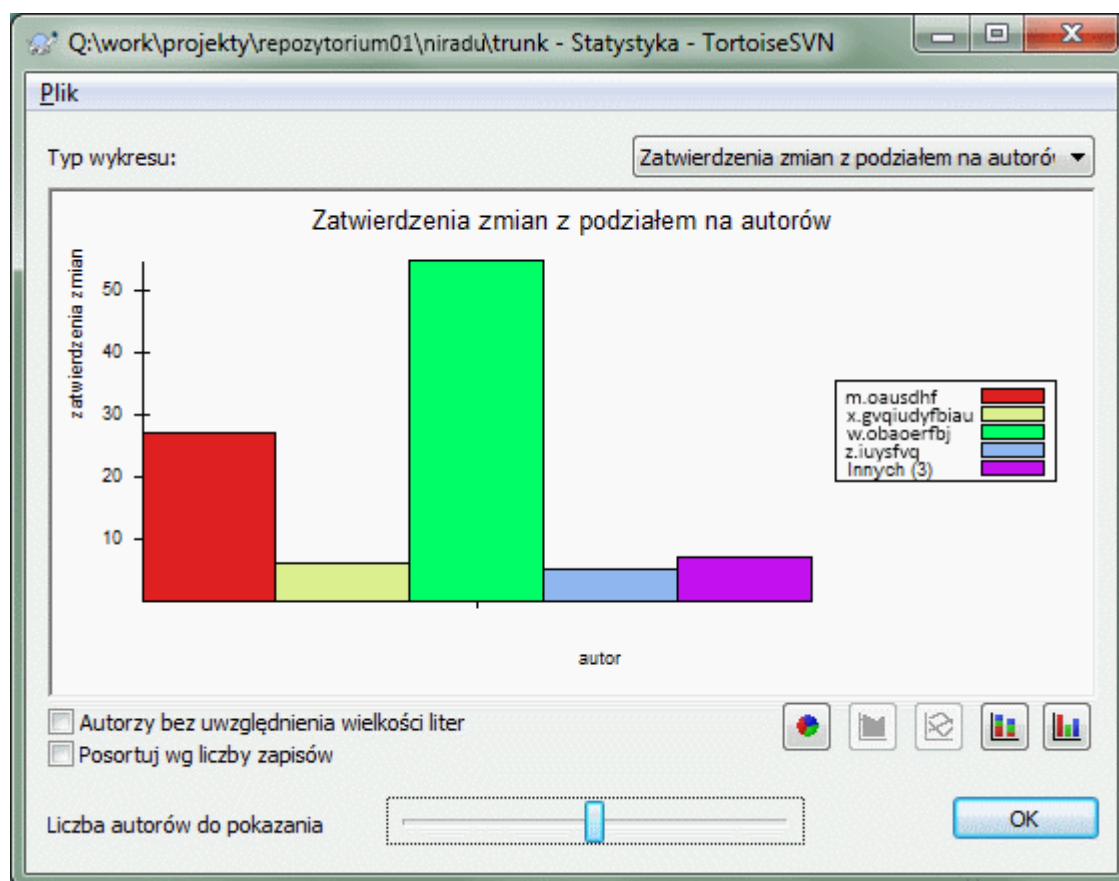 Q:\work\projekty\repozytorium01\niradu\trunk - Statystyka - TortoiseSVN
Plik
Typ wykresu:
Zatwierdzenia zmian z podziałem na autoró
Zatwierdzenia zmian z podziałem na autorów
zatwierdzenia zmian
50
40
30
20
10
autor
m.oausdhf
x.gvqiudyfbiau
w.obaoerfbj
z.iuysfvq
Innych (3)
Autorzy bez uwzględnienia wielkości liter
Posortuj wg liczby zapisów
Liczba autorów do pokazania
OK